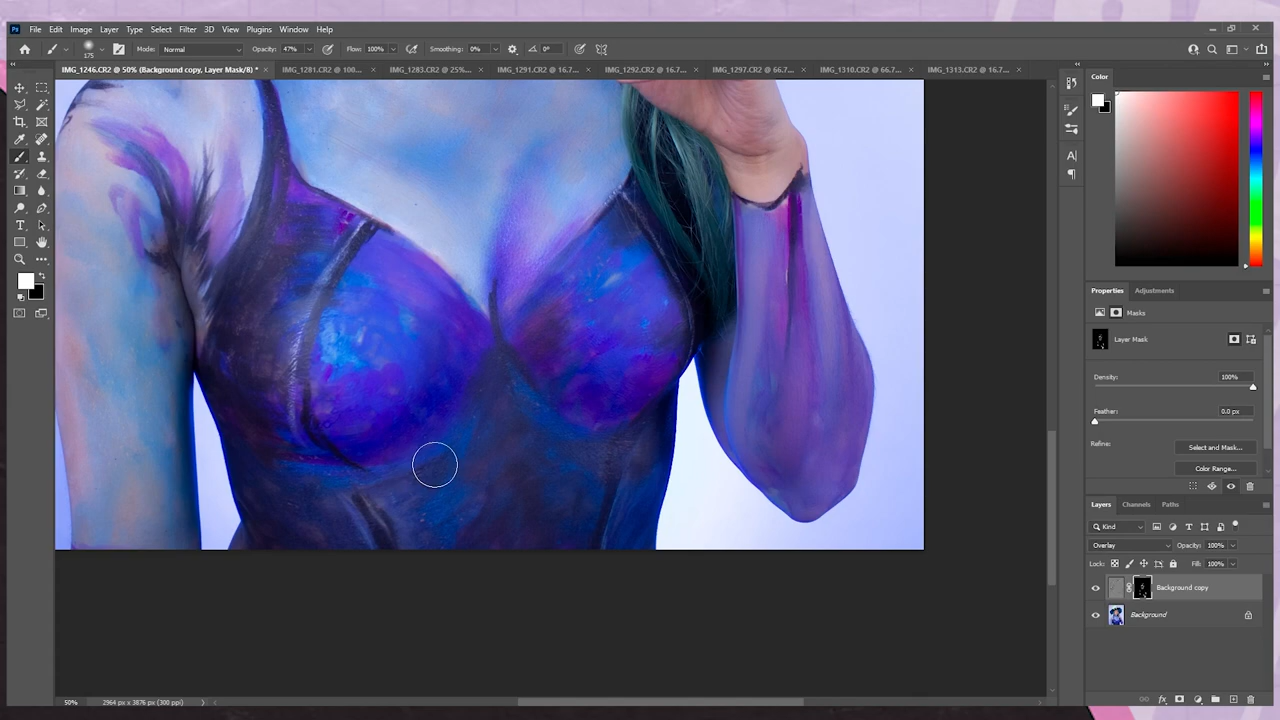 Ps File Edit Image Layer Type Select Filter 3D View Plugins Window Help
175 Mode: Normal Opacity: 47% Flow: 100% Smoothing: 0% 0°
IMG_1246.CR2 @ 50% (Background copy, Layer Mask/8) * × IMG_1281.CR2 @ 100... × IMG_1283.CR2 @ 25%... × IMG_1291.CR2 @ 16.7... × IMG_1292.CR2 @ 16.7... × IMG_1297.CR2 @ 66.7... × IMG_1310.CR2 @ 66.7... × IMG_1313.CR2 @ 16.7... ×
Color
Properties Adjustments
Masks
Layer Mask
Density: 100%
Feather: 0.0 px
Refine: Select and Mask...
Color Range...
Layers Channels Paths
Kind
Overlay Opacity: 100%
Lock: Fill: 100%
Background copy
Background
50% 2964 px x 3876 px (300 ppi)